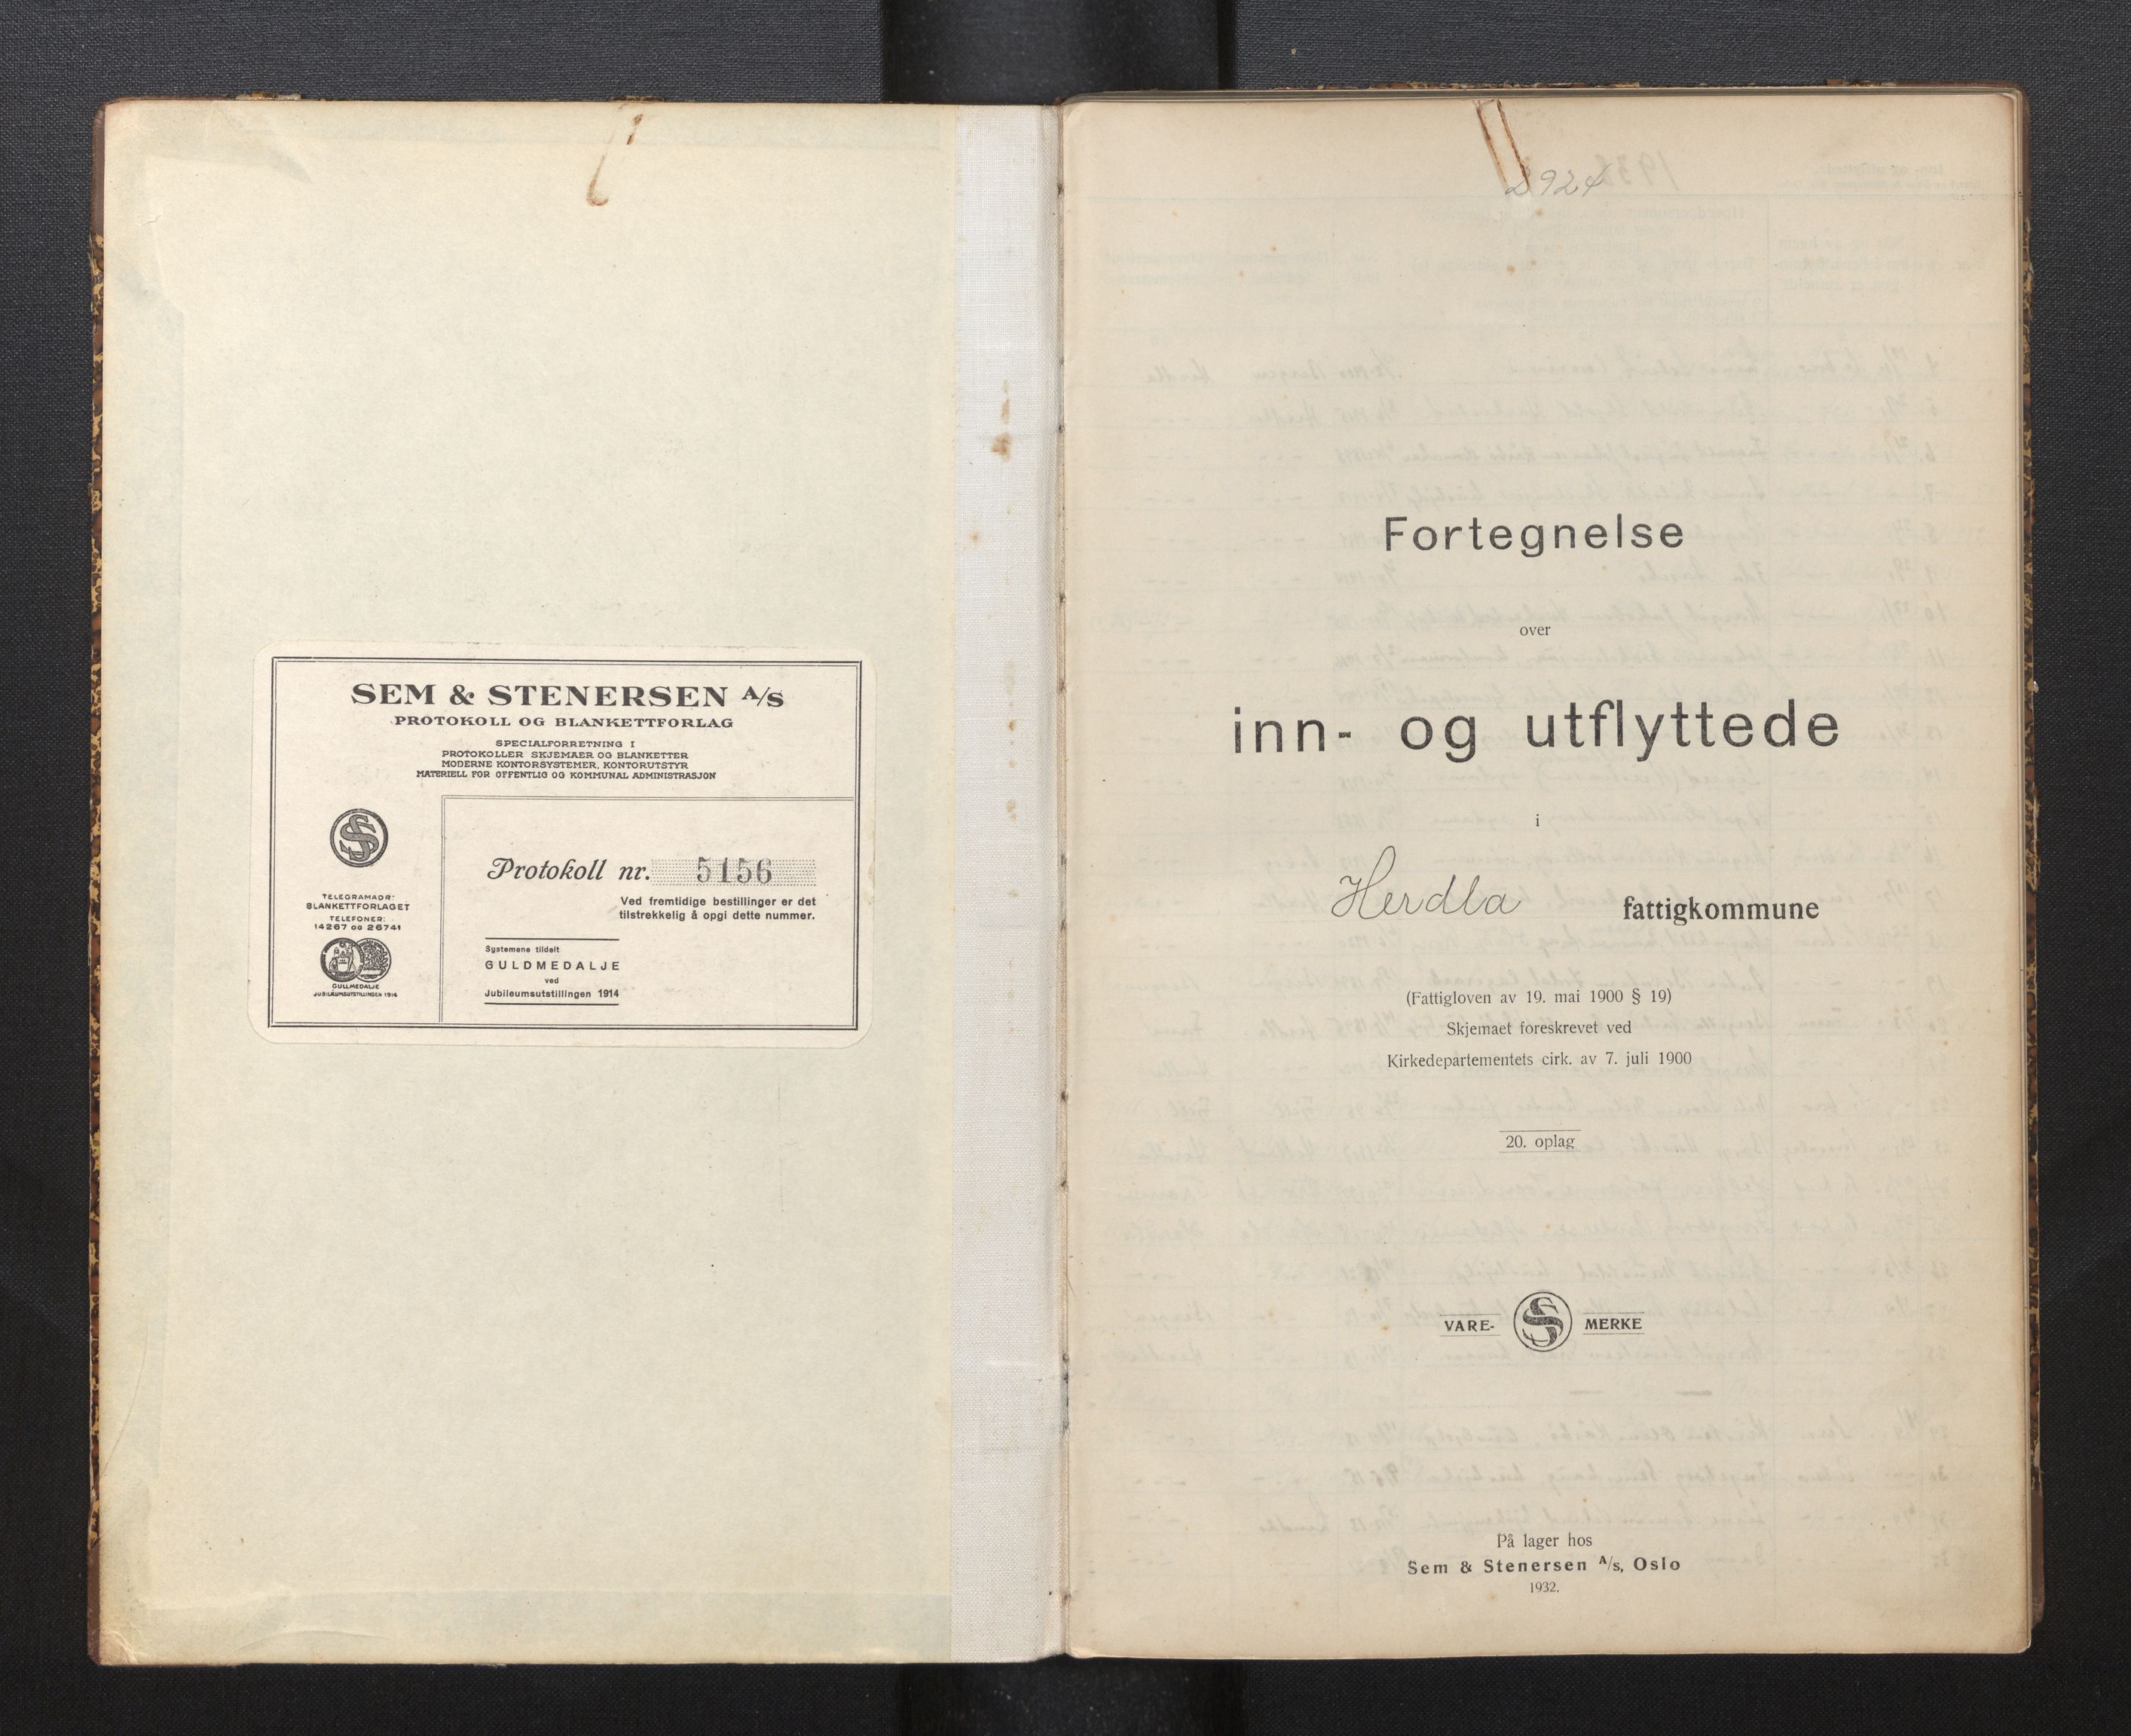 SEM & STENERSEN A/S
PROTOKOLL OG BLANKETTFORLAG
SPECIALFORRETNING I
PROTOKOLLER SKJEMAER OG BLANKETTER
MODERNE KONTORSYSTEMER, KONTORUTSTYR
MATERIELL FOR OFFENTLIG OG KOMMUNAL ADMINISTRASJON
TELEGRAMADR:
BLANKETTFORLAGET
TELEFONER:
14267 OG 26741
GULLMEDALJE
JUBILÆUMSUTSTILLINGEN 1914
Protokoll nr. 5156
Ved fremtidige bestillinger er det
tilstrekkelig å opgi dette nummer.
Systemene tildelt
GULDMEDALJE
ved
Jubileumsutstillingen 1914
2924
Fortegnelse
over
inn- og utflyttede
i
Herdla fattigkommune
(Fattigloven av 19. mai 1900 § 19)
Skjemaet foreskrevet ved
Kirkedepartementets cirk. av 7. juli 1900
20. oplag
VARE- MERKE
På lager hos
Sem & Stenersen A/s, Oslo
1932.